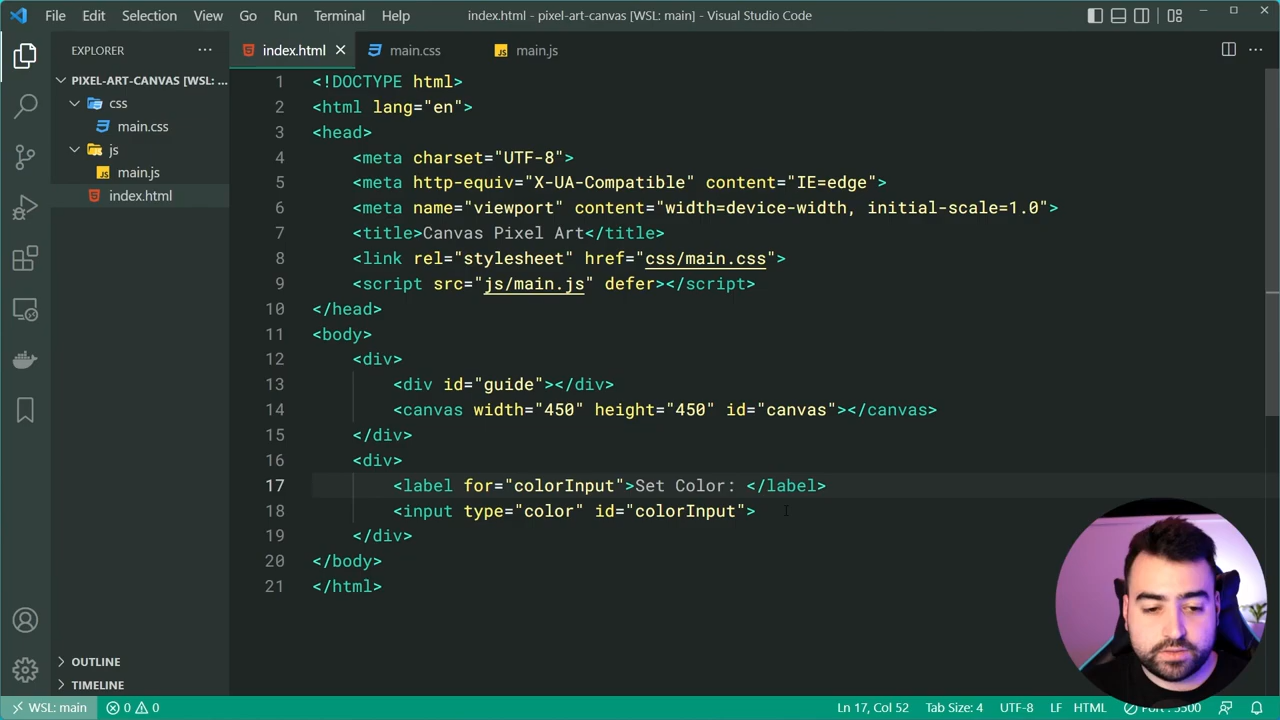 File Edit Selection View Go Run Terminal Help
index.html - pixel-art-canvas [WSL: main] - Visual Studio Code
EXPLORER
PIXEL-ART-CANVAS [WSL: ...
css
main.css
js
main.js
index.html
OUTLINE
TIMELINE
index.html
main.css
main.js
1 <!DOCTYPE html>
2 <html lang="en">
3 <head>
4 <meta charset="UTF-8">
5 <meta http-equiv="X-UA-Compatible" content="IE=edge">
6 <meta name="viewport" content="width=device-width, initial-scale=1.0">
7 <title>Canvas Pixel Art</title>
8 <link rel="stylesheet" href="css/main.css">
9 <script src="js/main.js" defer></script>
10 </head>
11 <body>
12 <div>
13 <div id="guide"></div>
14 <canvas width="450" height="450" id="canvas"></canvas>
15 </div>
16 <div>
17 <label for="colorInput">Set Color: </label>
18 <input type="color" id="colorInput">
19 </div>
20 </body>
21 </html>
WSL: main 0 0 Ln 17, Col 52 Tab Size: 4 UTF-8 LF HTML